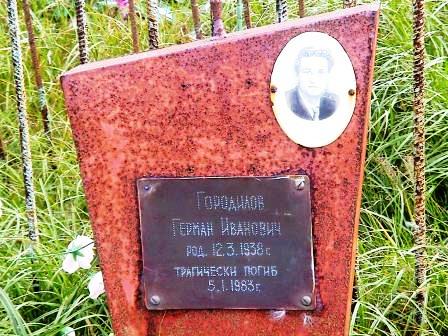 Городилов
Герман Иванович
род. 12.3.1938 г.
трагически погиб
5.1.1983 г.